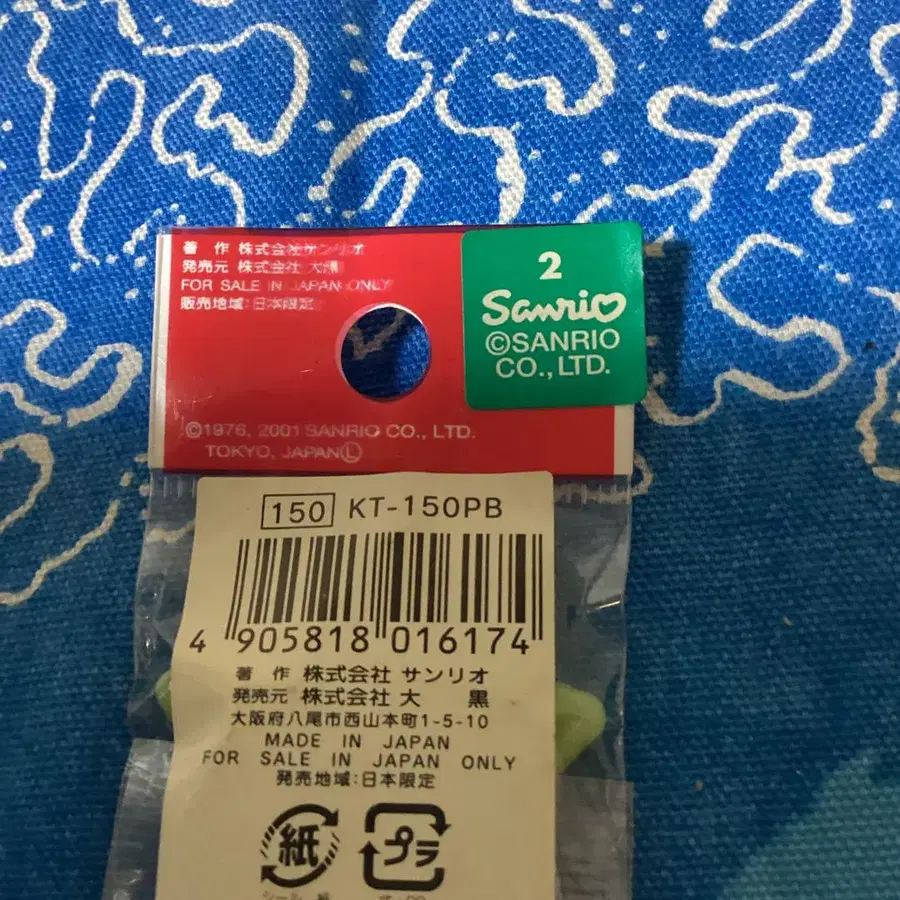 著 作 株式会社サンリオ
発売元 株式会社 大黒
FOR SALE IN JAPAN ONLY
販売地域:日本限定
2
Sanrio
©SANRIO
CO., LTD.
©1976, 2001 SANRIO CO., LTD.
TOKYO, JAPAN Ⓛ
150 KT-150PB
4 905818 016174
著 作 株式会社 サンリオ
発売元 株式会社 大 黒
大阪府八尾市西山本町1-5-10
MADE IN JAPAN
FOR SALE IN JAPAN ONLY
発売地域:日本限定
紙 プラ